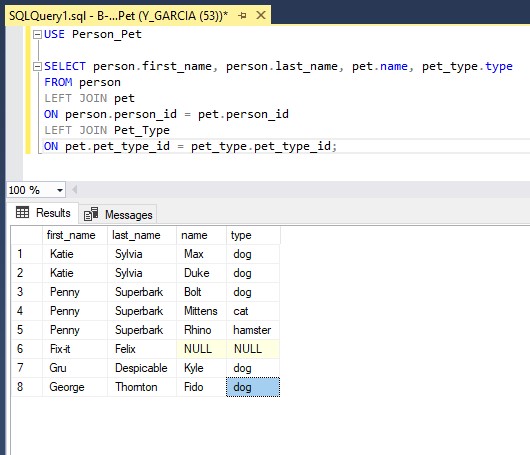 SQLQuery1.sql - B-...Pet (Y_GARCIA (53))*
USE Person_Pet
SELECT person.first_name, person.last_name, pet.name, pet_type.type
FROM person
LEFT JOIN pet
ON person.person_id = pet.person_id
LEFT JOIN Pet_Type
ON pet.pet_type_id = pet_type.pet_type_id;
100 %
Results Messages
first_name last_name name type
1 Katie Sylvia Max dog
2 Katie Sylvia Duke dog
3 Penny Superbark Bolt dog
4 Penny Superbark Mittens cat
5 Penny Superbark Rhino hamster
6 Fix-it Felix NULL NULL
7 Gru Despicable Kyle dog
8 George Thornton Fido dog